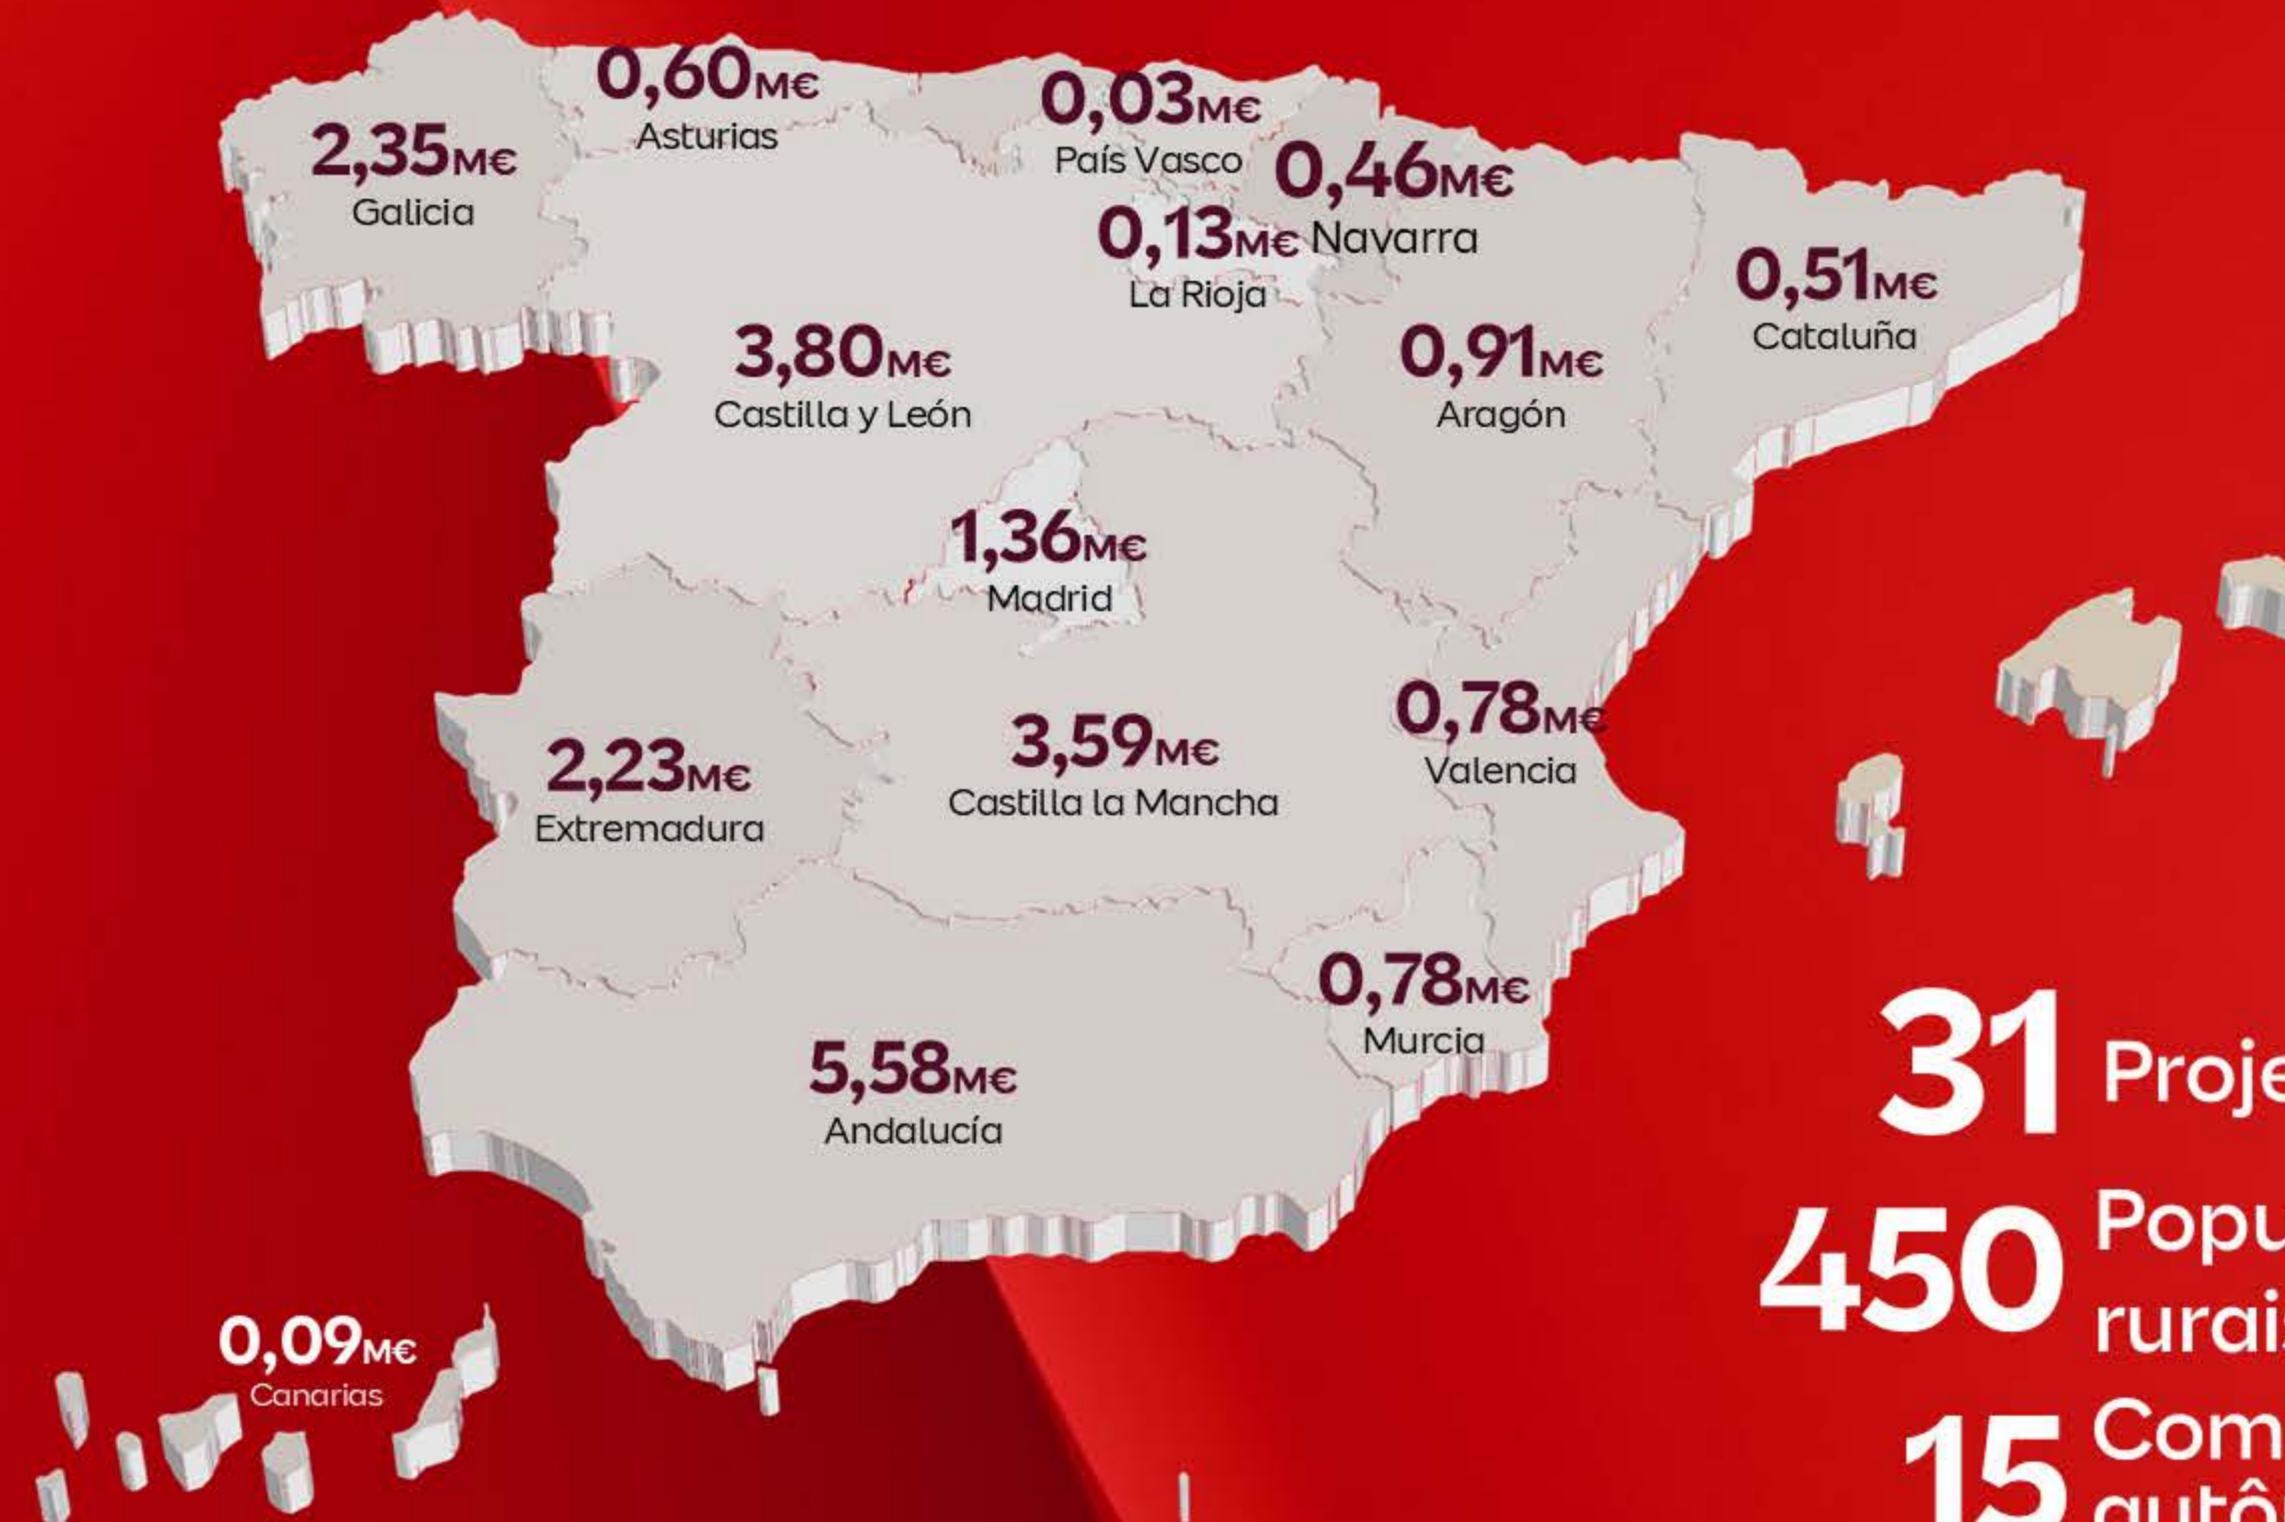 0,60M€
Asturias
0,03M€
País Vasco
2,35M€
Galicia
0,46M€
Navarra
0,13M€
La Rioja
0,51M€
Cataluña
3,80M€
Castilla y León
0,91M€
Aragón
1,36M€
Madrid
0,78M€
Valencia
3,59M€
Castilla la Mancha
2,23M€
Extremadura
0,78M€
Murcia
5,58M€
Andalucía
0,09M€
Canarias
31
450
15